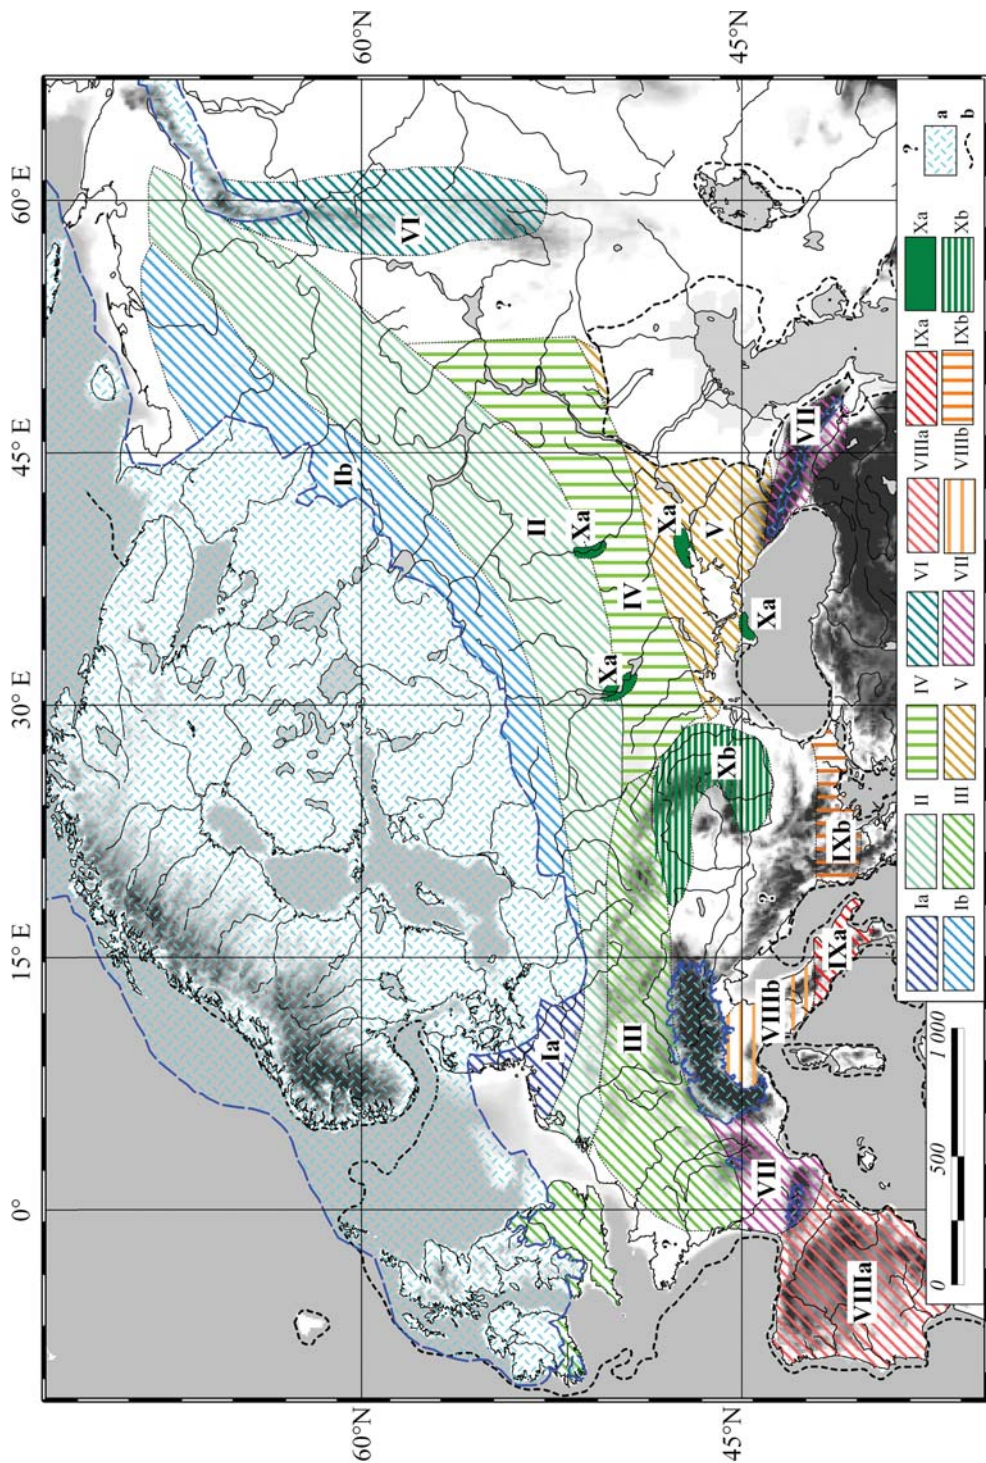 0°
15° E
30° E
45° E
60° E
60°N
45°N
60°N
45°N
Ia
Ib
II
III
IV
V
VI
VII
VII
VIIIa
VIIIb
IXa
IXb
Xa
Xa
Xa
Xa
Xb
?
?
?
?
0 500 1 000
Ia II IV VI VIIIa IXa Xa ? a
Ib III V VII VIIIb IXb Xb b